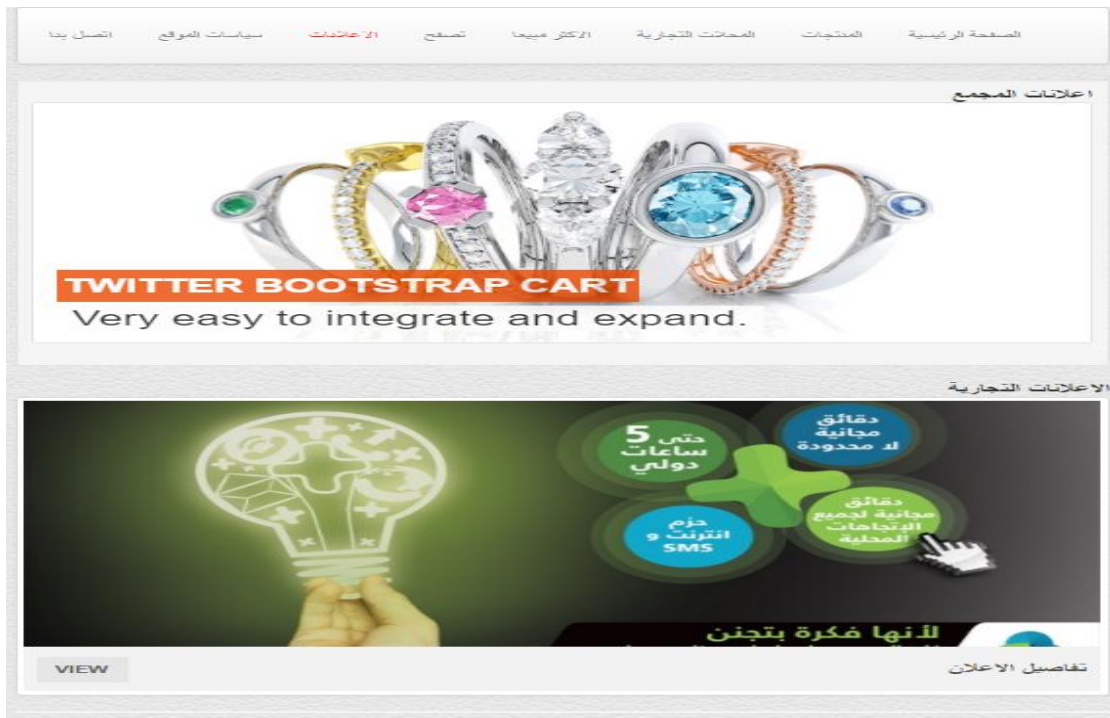 الصفحة الرئيسية المنتجات المحلات التجارية الاكثر مبيعا تصفح الاعلانات سياسات الموقع اتصل بنا
اعلانات المجمع
TWITTER BOOTSTRAP CART
Very easy to integrate and expand.
الاعلانات التجارية
دقائق
مجانية
لا محدودة
حتى 5
ساعات
دولي
دقائق
مجانية لجميع
الإتجاهات
المحلية
حزم
انترنت و
SMS
لأنها فكرة بتجنن
تفاصيل الاعلان
VIEW